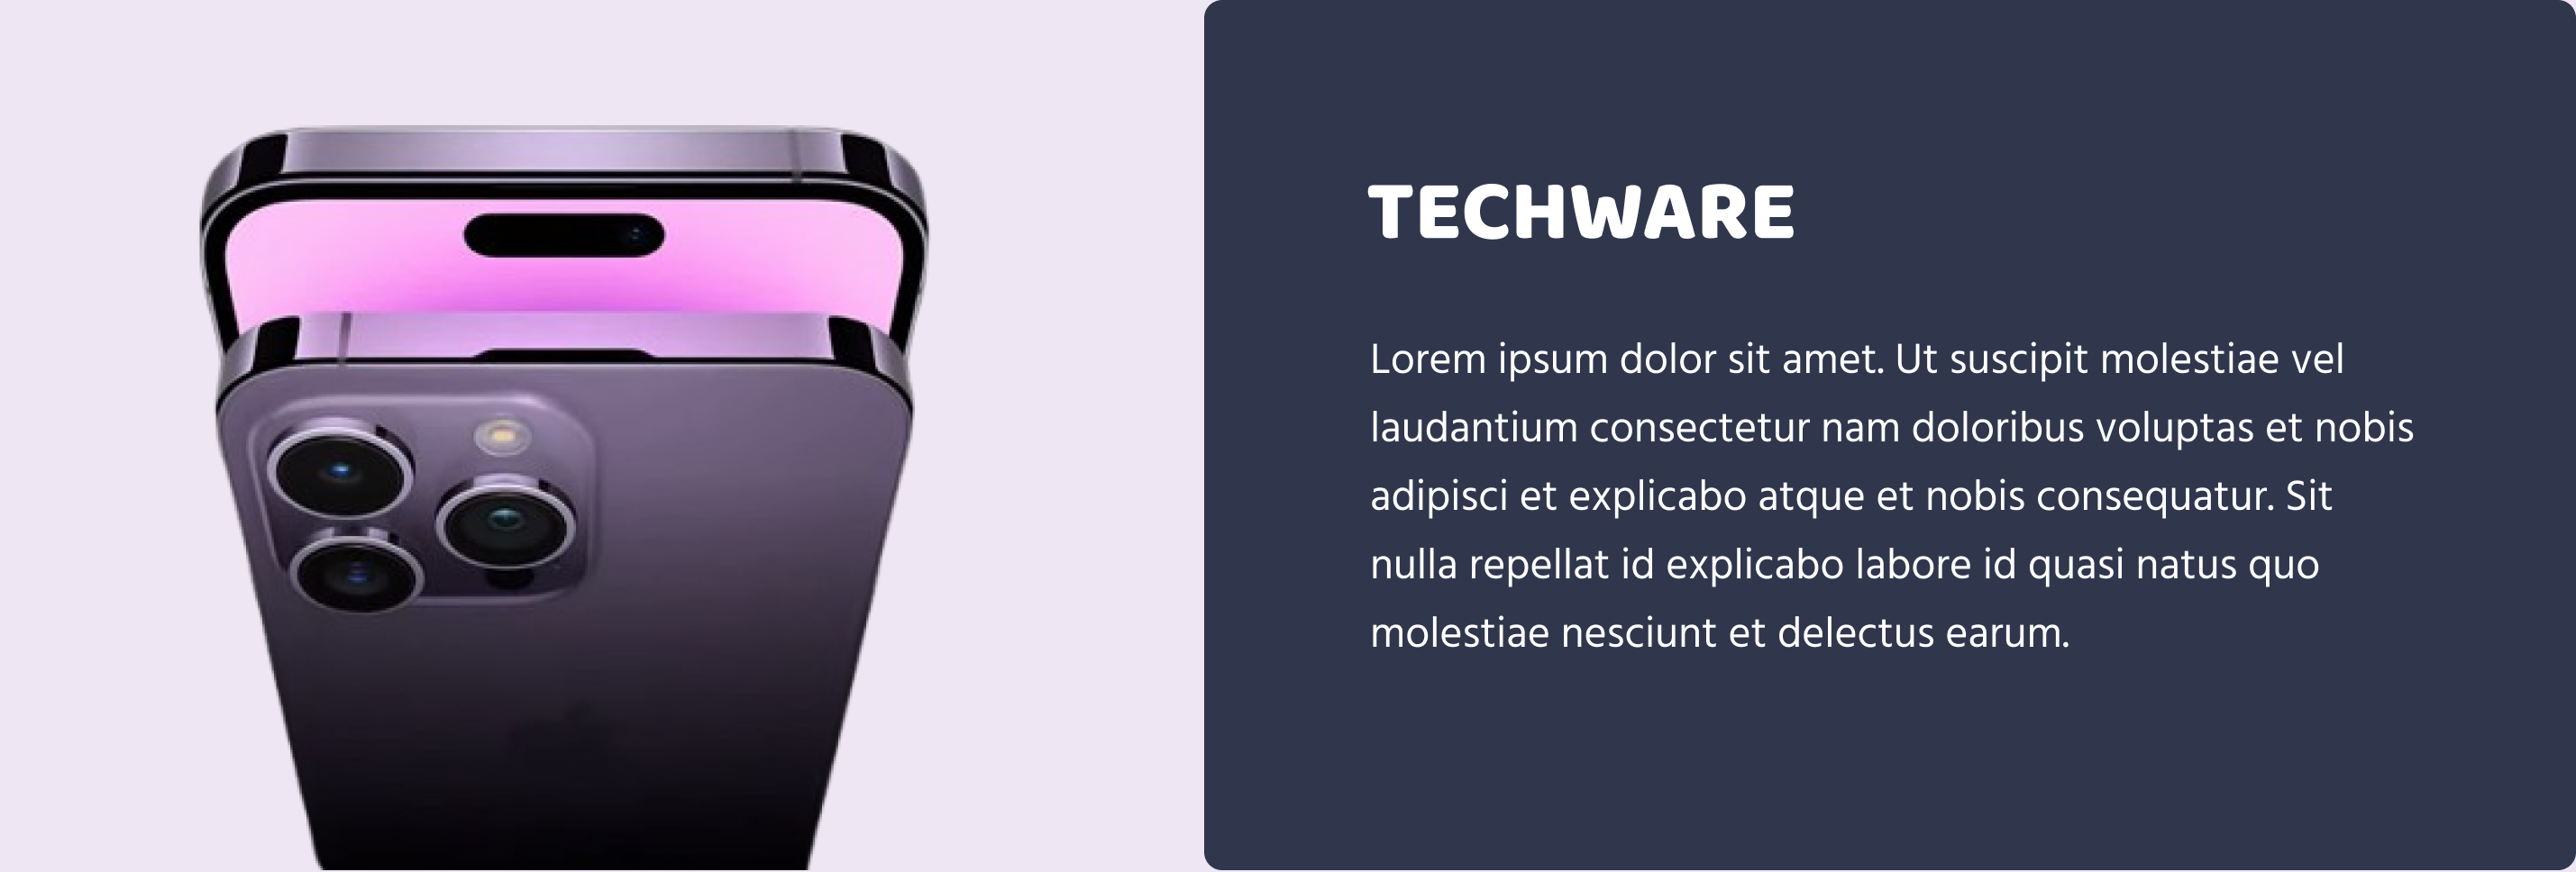 TECHWARE
Lorem ipsum dolor sit amet. Ut suscipit molestiae vel
laudantium consectetur nam doloribus voluptas et nobis
adipisci et explicabo atque et nobis consequatur. Sit
nulla repellat id explicabo labore id quasi natus quo
molestiae nesciunt et delectus earum.